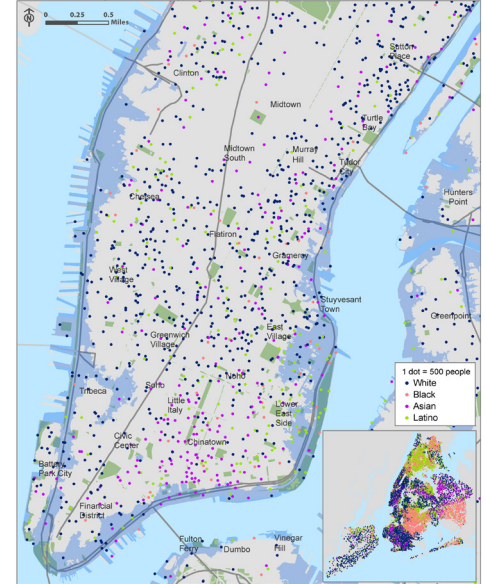 N
0 0.25 0.5
Miles
Sutton
Place
Clinton
Midtown
Turtle
Bay
Midtown
South
Murray
Hill
Tudor
City
Chelsea
Hunters
Point
Flatiron
Gramercy
West
Village
Stuyvesant
Town
Greenpoint
Greenwich
Village
East
Village
1 dot = 500 people
White
Black
Asian
Latino
Soho
Noho
Tribeca
Little
Italy
Lower
East
Side
Civic
Center
Chinatown
Battery
Park City
Financial
District
Fulton
Ferry
Dumbo
Vinegar
Hill